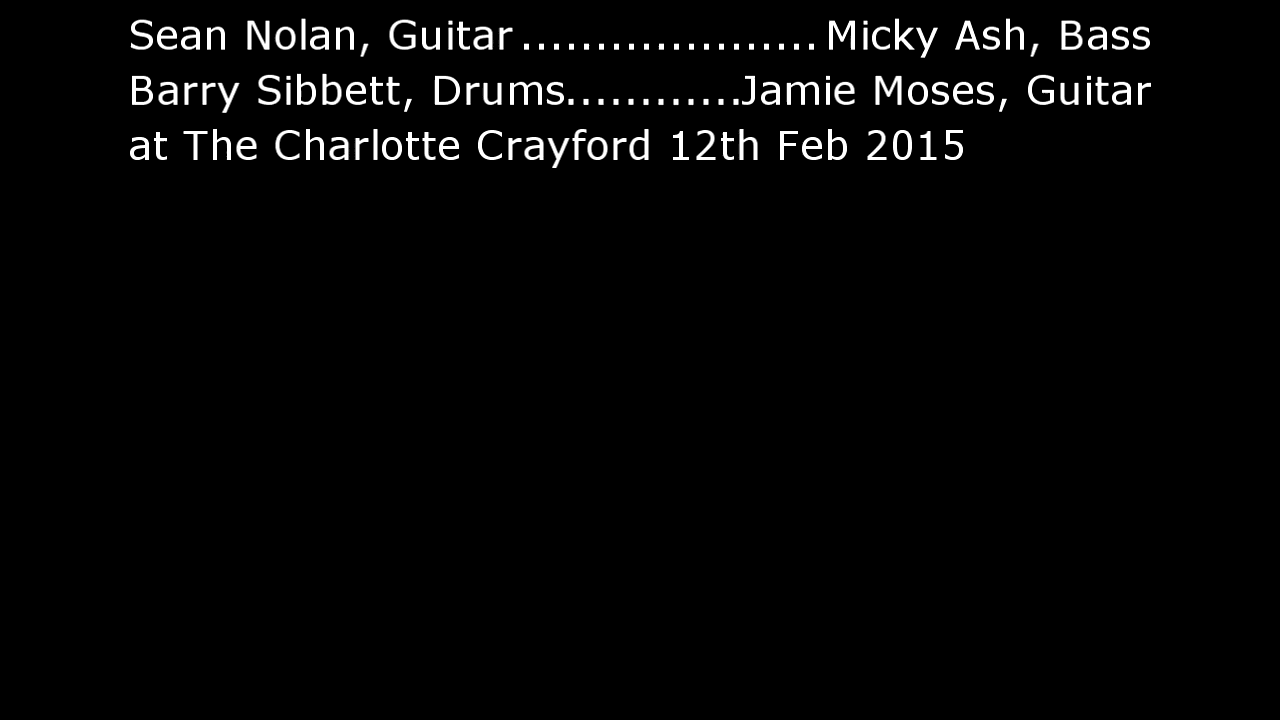 Sean Nolan, Guitar .................... Micky Ash, Bass
Barry Sibbett, Drums............Jamie Moses, Guitar
at The Charlotte Crayford 12th Feb 2015